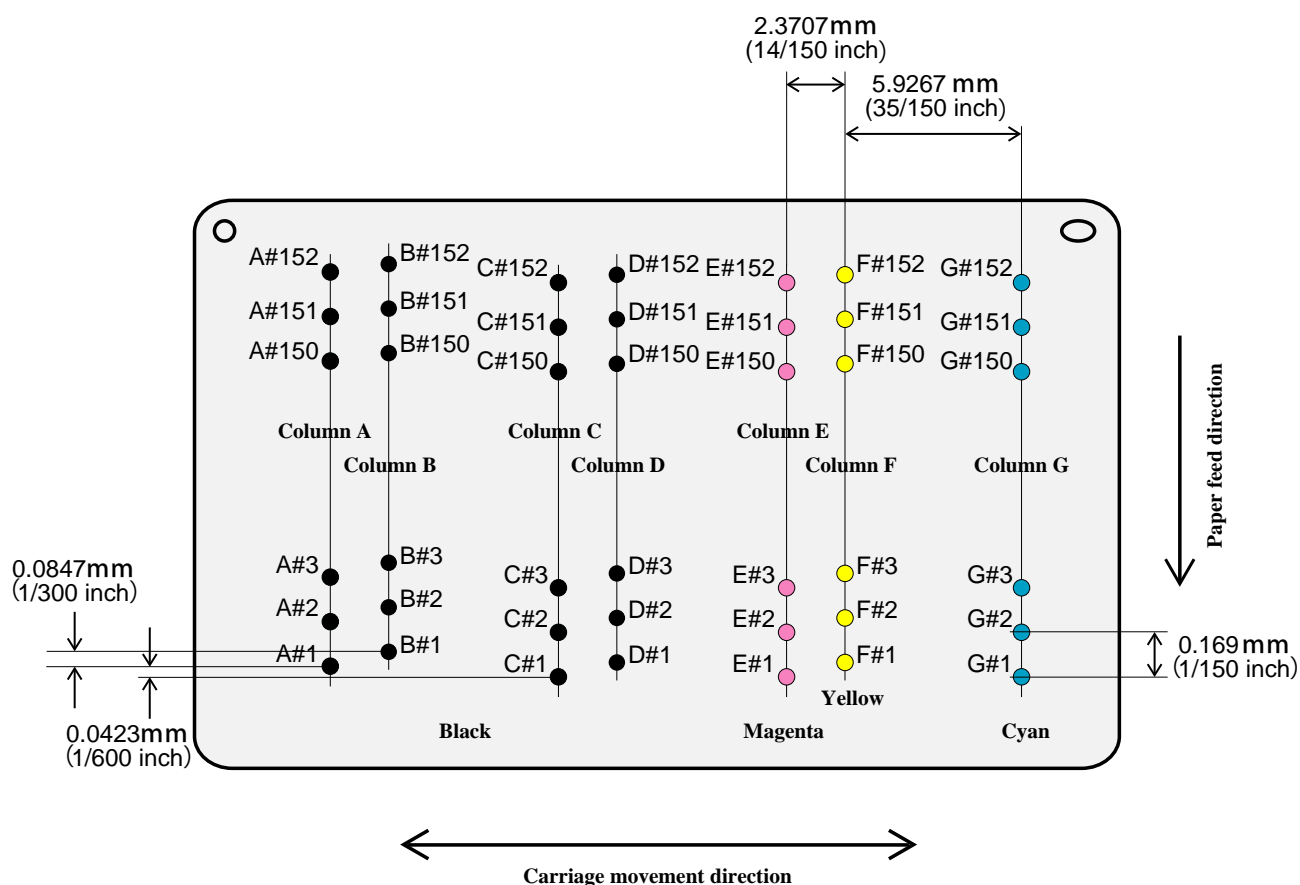 2.3707mm
(14/150 inch)
5.9267 mm
(35/150 inch)
A#152
B#152
C#152
D#152
E#152
F#152
G#152
A#151
B#151
C#151
D#151
E#151
F#151
G#151
A#150
B#150
C#150
D#150
E#150
F#150
G#150
Column A
Column C
Column E
Column B
Column D
Column F
Column G
Paper feed direction
A#3
B#3
C#3
D#3
E#3
F#3
G#3
0.0847mm
(1/300 inch)
A#2
B#2
C#2
D#2
E#2
F#2
G#2
A#1
B#1
C#1
D#1
E#1
F#1
G#1
0.169mm
(1/150 inch)
0.0423mm
(1/600 inch)
Yellow
Black
Magenta
Cyan
Carriage movement direction